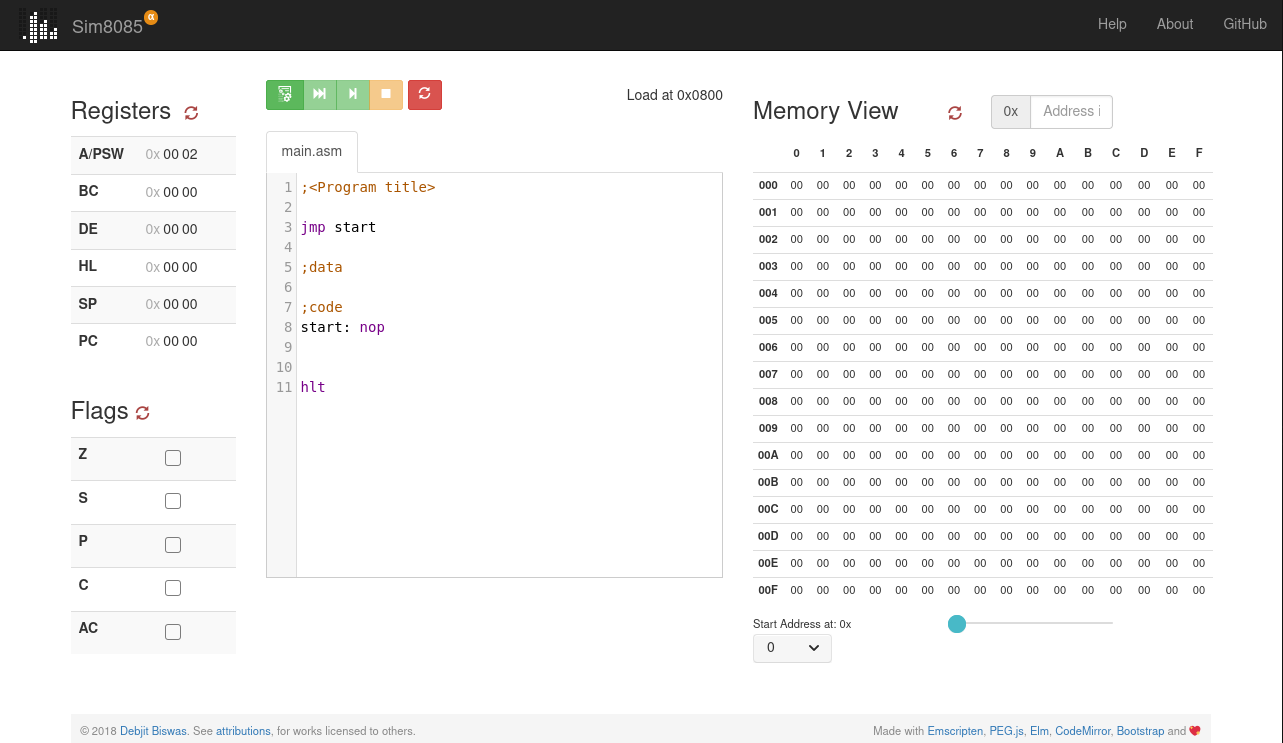 Sim8085 α
Help About GitHub
Registers
A/PSW 0x 00 02
BC 0x 00 00
DE 0x 00 00
HL 0x 00 00
SP 0x 00 00
PC 0x 00 00
Flags
Z
S
P
C
AC
Load at 0x0800
main.asm
1 ;<Program title>
2
3 jmp start
4
5 ;data
6
7 ;code
8 start: nop
9
10
11 hlt
Memory View 0x Address i
0 1 2 3 4 5 6 7 8 9 A B C D E F
000 00 00 00 00 00 00 00 00 00 00 00 00 00 00 00 00
001 00 00 00 00 00 00 00 00 00 00 00 00 00 00 00 00
002 00 00 00 00 00 00 00 00 00 00 00 00 00 00 00 00
003 00 00 00 00 00 00 00 00 00 00 00 00 00 00 00 00
004 00 00 00 00 00 00 00 00 00 00 00 00 00 00 00 00
005 00 00 00 00 00 00 00 00 00 00 00 00 00 00 00 00
006 00 00 00 00 00 00 00 00 00 00 00 00 00 00 00 00
007 00 00 00 00 00 00 00 00 00 00 00 00 00 00 00 00
008 00 00 00 00 00 00 00 00 00 00 00 00 00 00 00 00
009 00 00 00 00 00 00 00 00 00 00 00 00 00 00 00 00
00A 00 00 00 00 00 00 00 00 00 00 00 00 00 00 00 00
00B 00 00 00 00 00 00 00 00 00 00 00 00 00 00 00 00
00C 00 00 00 00 00 00 00 00 00 00 00 00 00 00 00 00
00D 00 00 00 00 00 00 00 00 00 00 00 00 00 00 00 00
00E 00 00 00 00 00 00 00 00 00 00 00 00 00 00 00 00
00F 00 00 00 00 00 00 00 00 00 00 00 00 00 00 00 00
Start Address at: 0x
0
© 2018 Debjit Biswas. See attributions, for works licensed to others.
Made with Emscripten, PEG.js, Elm, CodeMirror, Bootstrap and